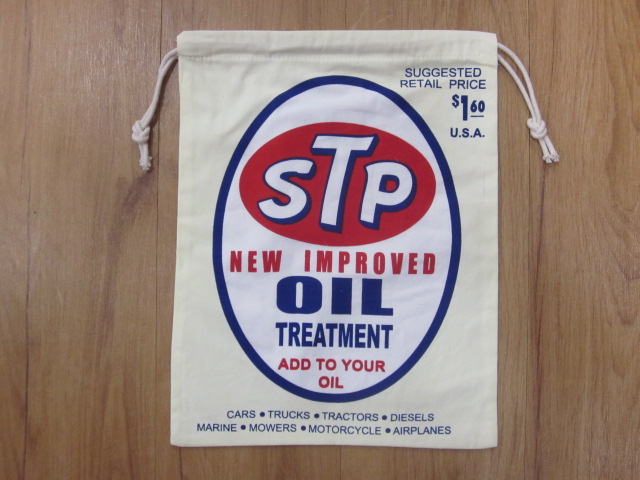 SUGGESTED
RETAIL PRICE
$1 60
U.S.A.
STP
NEW IMPROVED
OIL
TREATMENT
ADD TO YOUR
OIL
CARS • TRUCKS • TRACTORS • DIESELS
MARINE • MOWERS • MOTORCYCLE • AIRPLANES